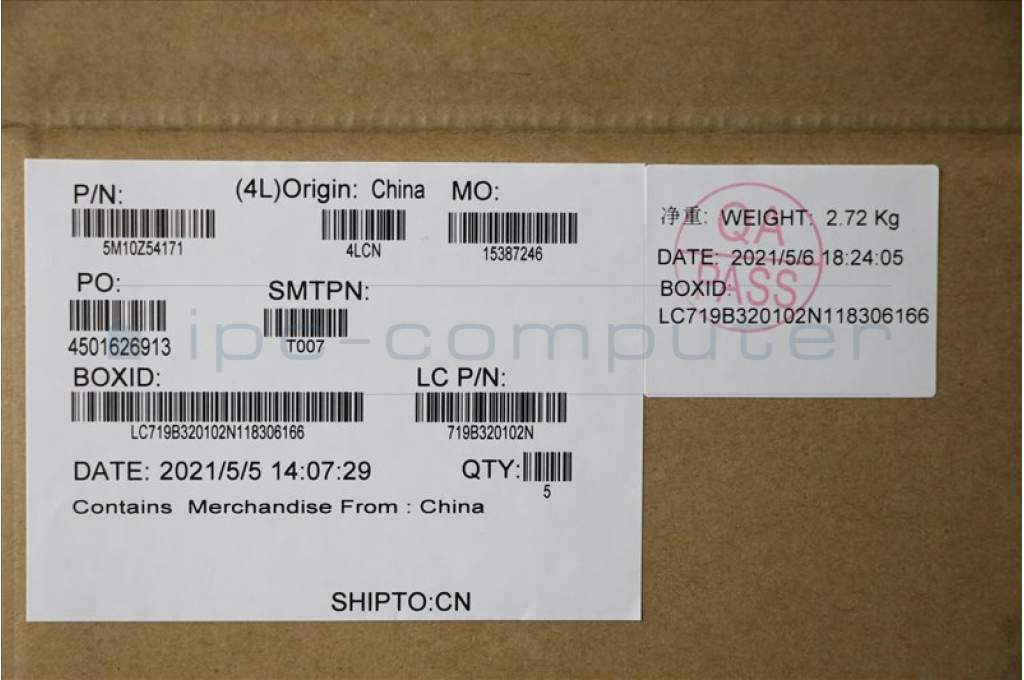 P/N: (4L)Origin: China MO:
5M10Z54171 4LCN 15387246
PO: SMTPN:
4501626913 T007
BOXID: LC P/N:
LC719B320102N118306166 719B320102N
DATE: 2021/5/5 14:07:29 QTY:
5
Contains Merchandise From : China
SHIPTO:CN
净重: WEIGHT: 2.72 Kg
DATE: 2021/5/6 18:24:05
BOXID:
LC719B320102N118306166
QA
PASS
ipc-computer